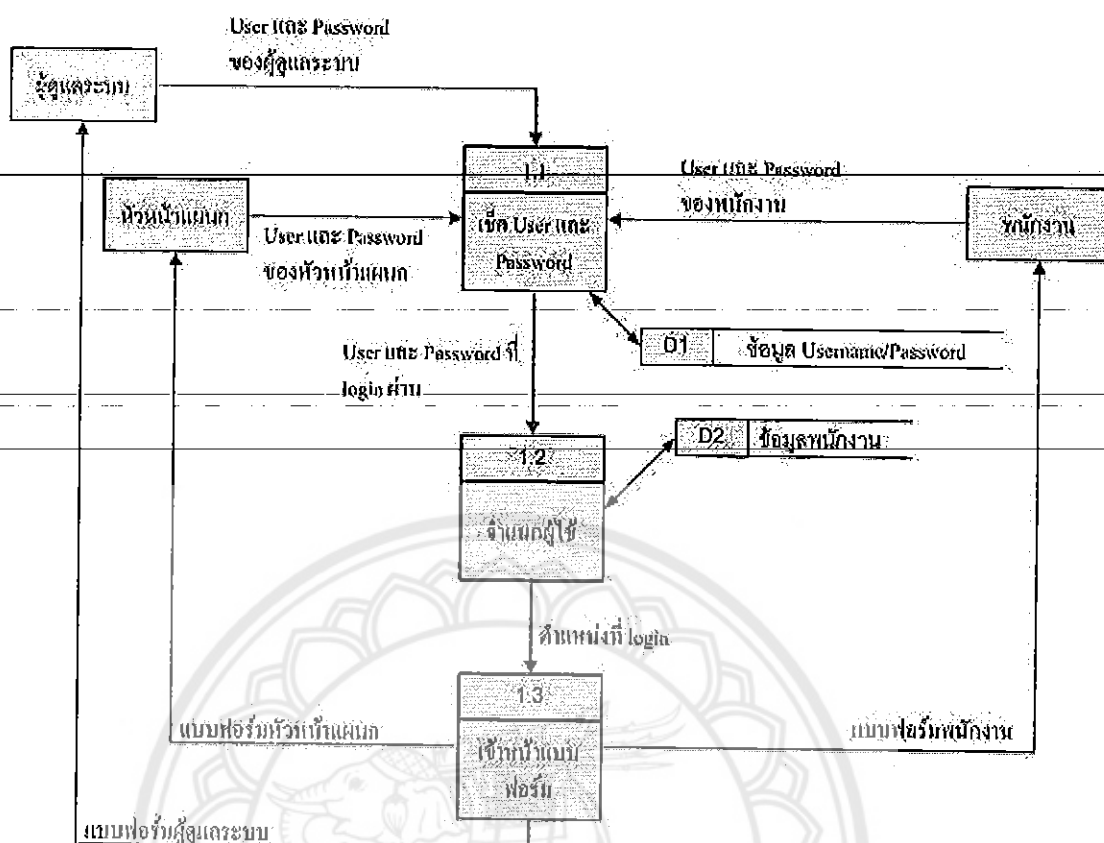 User และ Password
ของผู้ดูแลระบบ
ผู้ดูแลระบบ
1.1
เช็ค User และ
Password
User และ Password
ของพนักงาน
พนักงาน
หัวหน้าแผนก
User และ Password
ของหัวหน้าแผนก
D1
ข้อมูล Username/Password
User และ Password ที่
login ผ่าน
D2
ข้อมูลพนักงาน
1.2
จำแนกผู้ใช้
ตำแหน่งที่ login
1.3
เข้าหน้าแบบ
ฟอร์ม
แบบฟอร์มหัวหน้าแผนก
แบบฟอร์มพนักงาน
แบบฟอร์มผู้ดูแลระบบ